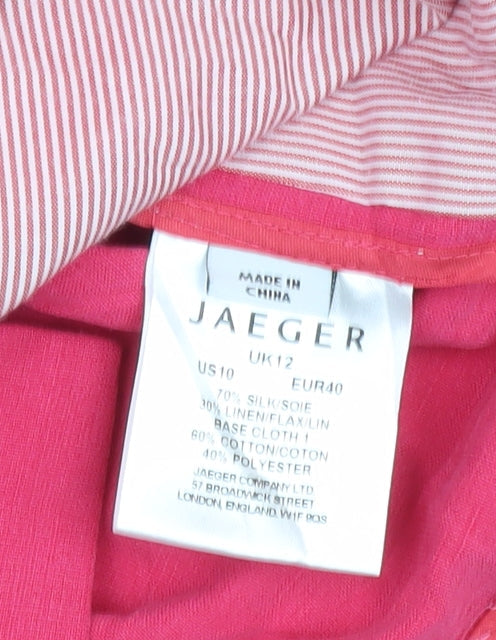 MADE IN
CHINA
JAEGER
UK12
US10 EUR40
70% SILK/SOIE
30% LINEN/FLAX/LIN
BASE CLOTH 1
60% COTTON/COTON
40% POLYESTER
JAEGER COMPANY LTD
57 BROADWICK STREET
LONDON, ENGLAND, W1F 9QS